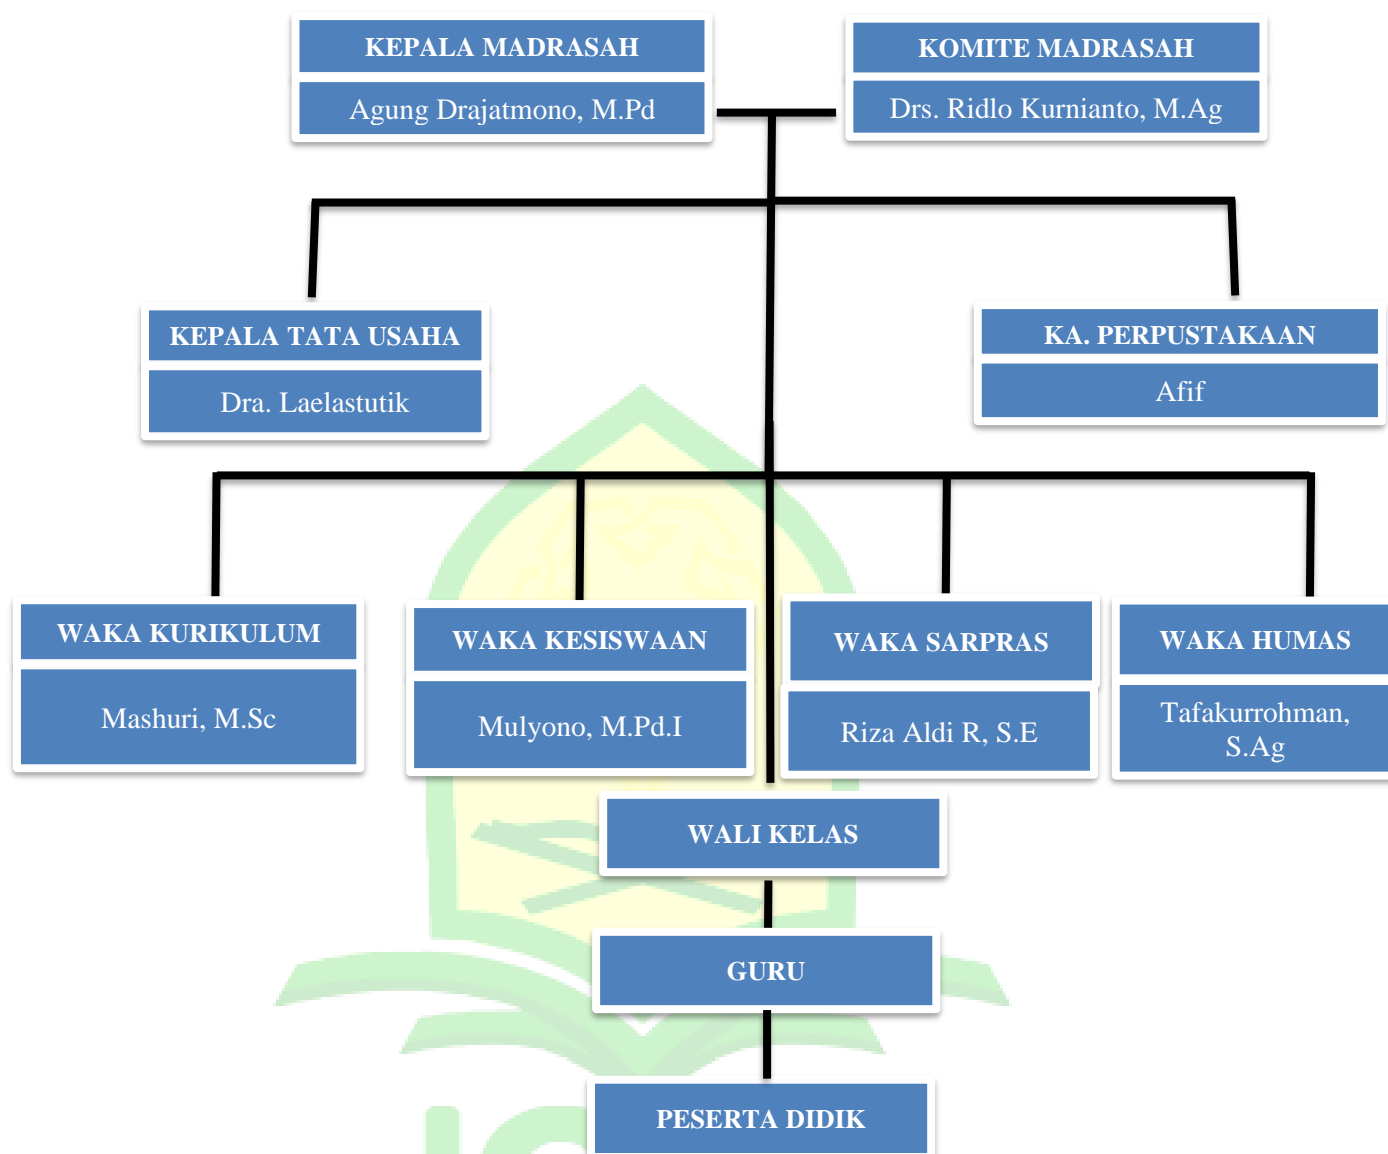 KEPALA MADRASAH
Agung Drajatmono, M.Pd
KOMITE MADRASAH
Drs. Ridlo Kurnianto, M.Ag
KEPALA TATA USAHA
Dra. Laelastutik
KA. PERPUSTAKAAN
Afif
WAKA KURIKULUM
Mashuri, M.Sc
WAKA KESISWAAN
Mulyono, M.Pd.I
WAKA SARPRAS
Riza Aldi R, S.E
WAKA HUMAS
Tafakurrohman,
S.Ag
WALI KELAS
GURU
PESERTA DIDIK